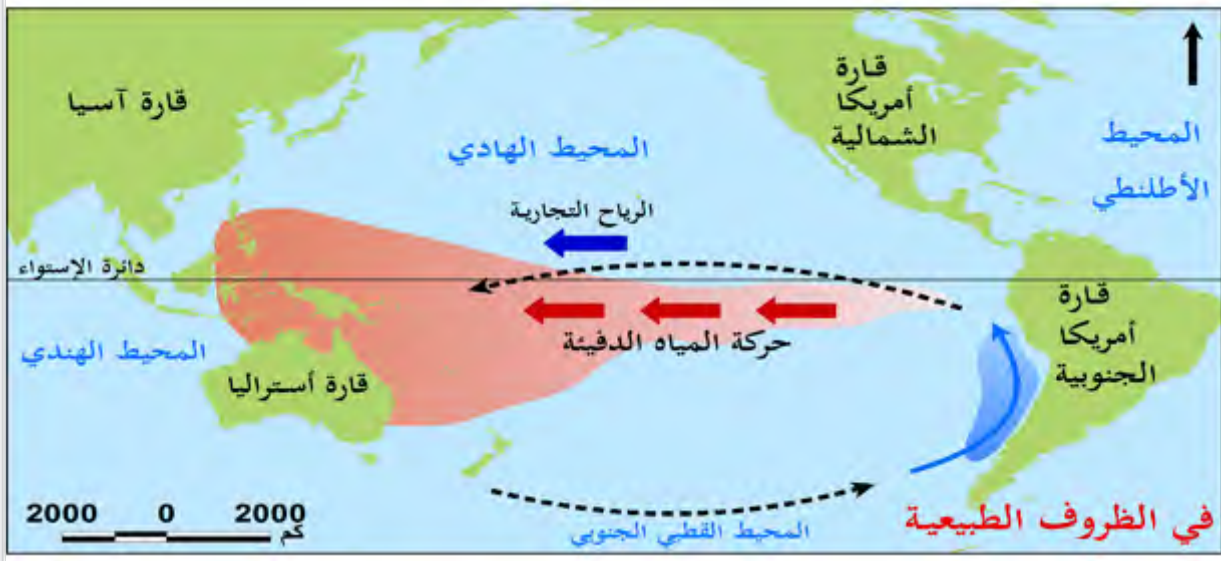 قارة آسيا
قارة
أمريكا
الشمالية
المحيط
الأطلنطي
المحيط الهادي
الرياح التجارية
دائرة الإستواء
حركة المياه الدفيئة
قارة
أمريكا
الجنوبية
المحيط الهندي
قارة أستراليا
2000 0 2000
كم
المحيط القطبي الجنوبي
في الظروف الطبيعية